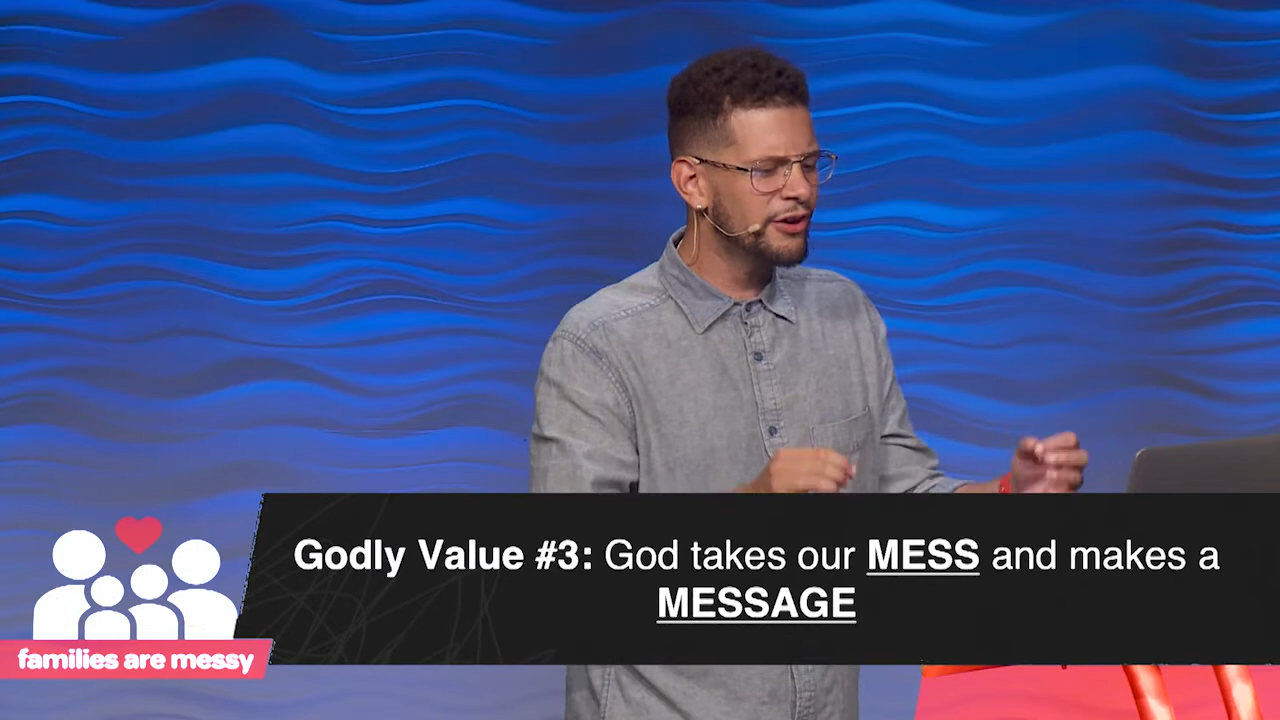 Godly Value #3: God takes our MESS and makes a
MESSAGE
families are messy